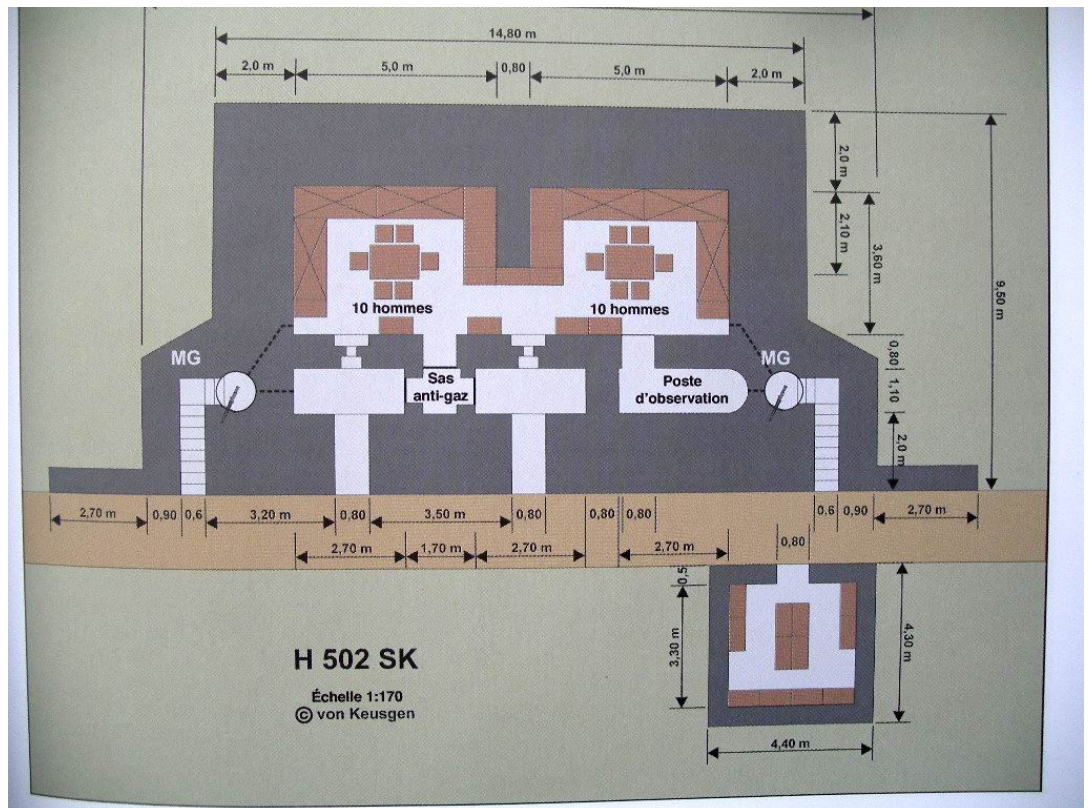 14,80 m
2,0 m
5,0 m
0,80
5,0 m
2,0 m
2,0 m
2,10 m
3,60 m
9,50 m
10 hommes
10 hommes
MG
MG
0,80
1,10
2,0 m
Sas
anti-gaz
Poste
d'observation
2,70 m
0,90
0,6
3,20 m
0,80
3,50 m
0,80
0,80
0,80
0,6
0,90
2,70 m
2,70 m
1,70 m
2,70 m
2,70 m
0,80
0,5
3,30 m
4,30 m
4,40 m
H 502 SK
Échelle 1:170
© von Keusgen